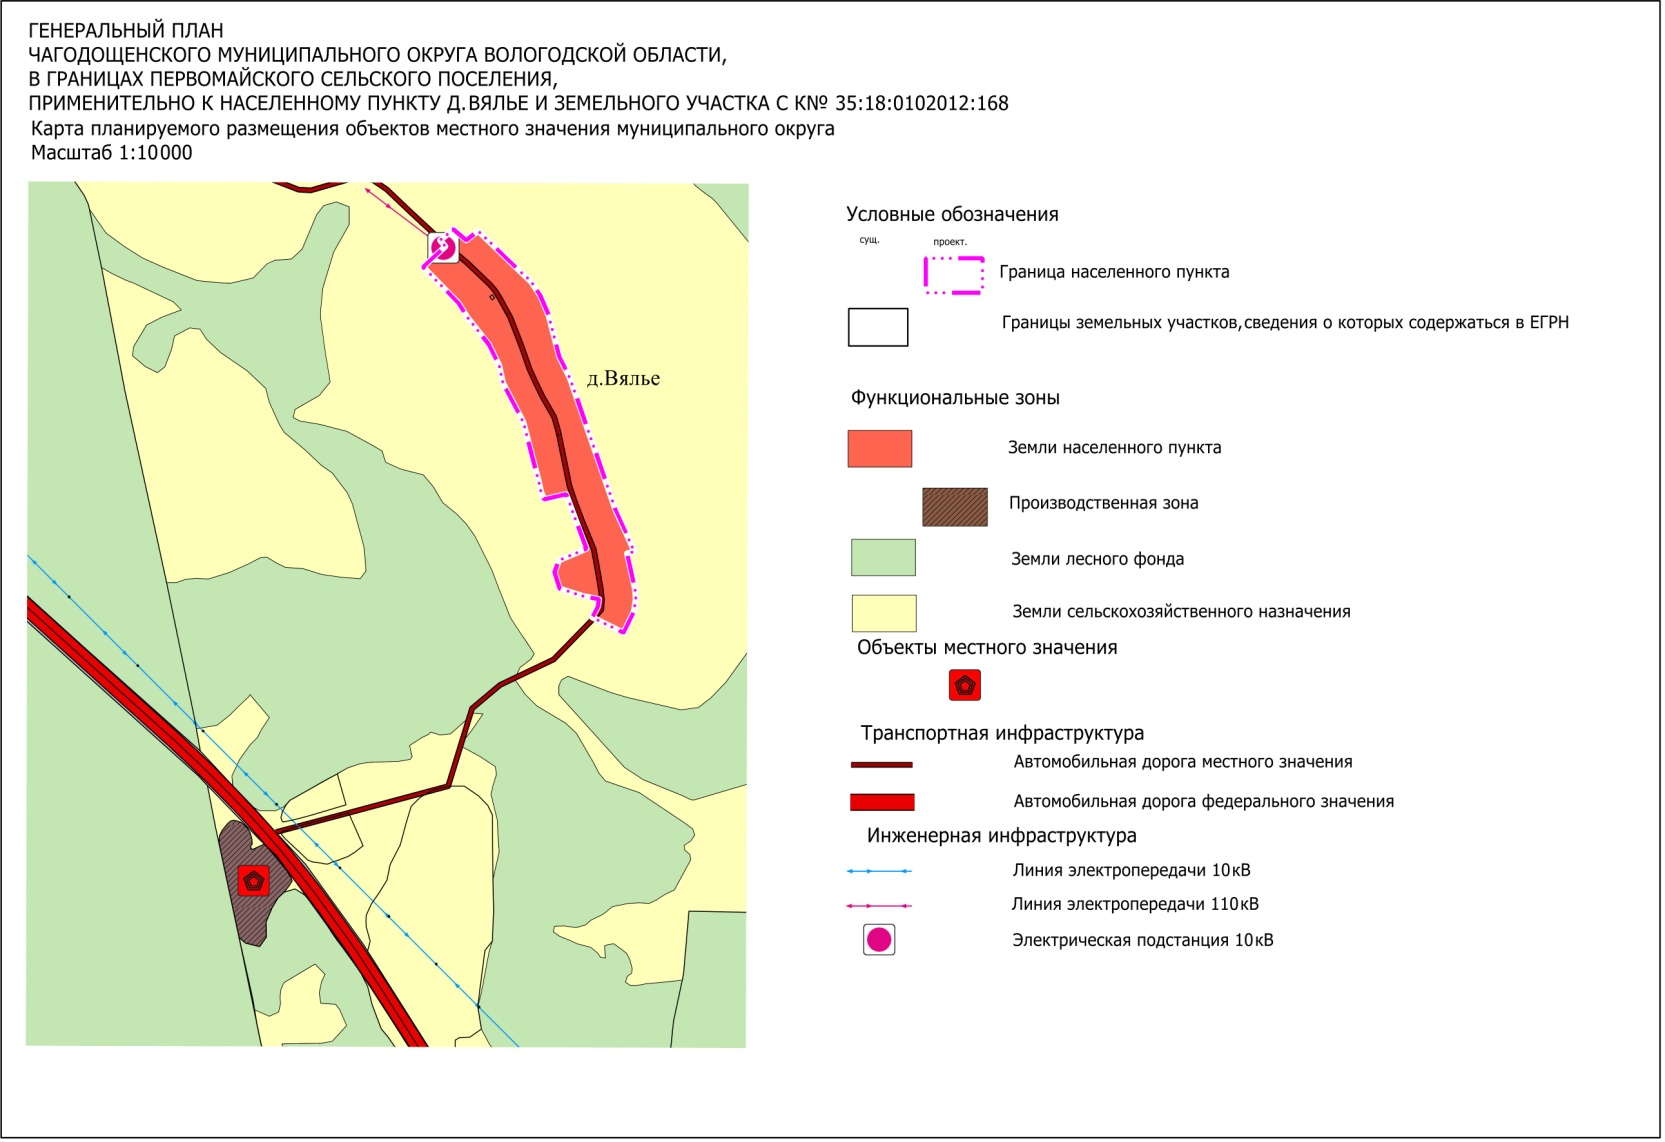 ГЕНЕРАЛЬНЫЙ ПЛАН
ЧАГОДОЩЕНСКОГО МУНИЦИПАЛЬНОГО ОКРУГА ВОЛОГОДСКОЙ ОБЛАСТИ,
В ГРАНИЦАХ ПЕРВОМАЙСКОГО СЕЛЬСКОГО ПОСЕЛЕНИЯ,
ПРИМЕНИТЕЛЬНО К НАСЕЛЕННОМУ ПУНКТУ Д.ВЯЛЬЕ И ЗЕМЕЛЬНОГО УЧАСТКА С К№ 35:18:0102012:168
Карта планируемого размещения объектов местного значения муниципального округа
Масштаб 1:10000
д.Вялье
Условные обозначения
сущ. проект.
Граница населенного пункта
Границы земельных участков,сведения о которых содержаться в ЕГРН
Функциональные зоны
Земли населенного пункта
Производственная зона
Земли лесного фонда
Земли сельскохозяйственного назначения
Объекты местного значения
Транспортная инфраструктура
Автомобильная дорога местного значения
Автомобильная дорога федерального значения
Инженерная инфраструктура
Линия электропередачи 10кВ
Линия электропередачи 110кВ
Электрическая подстанция 10кВ